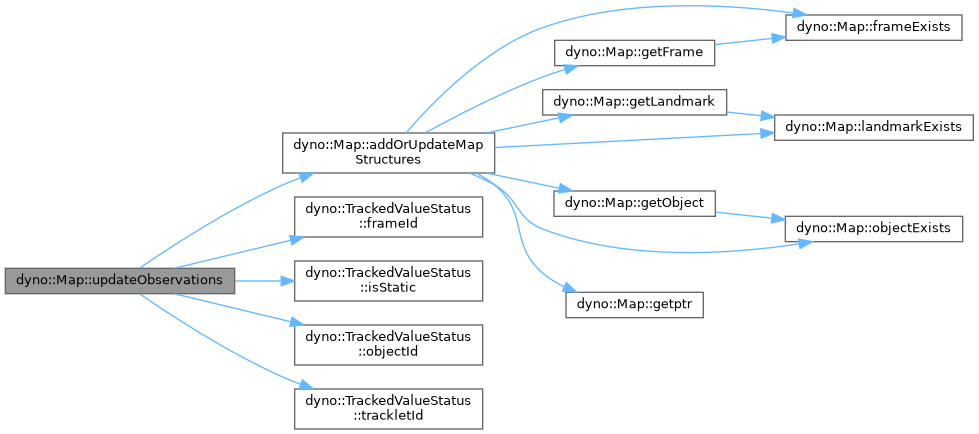 dyno::Map::updateObservations
dyno::Map::addOrUpdateMap
Structures
dyno::TrackedValueStatus
::frameId
dyno::TrackedValueStatus
::isStatic
dyno::TrackedValueStatus
::objectId
dyno::TrackedValueStatus
::trackletId
dyno::Map::getFrame
dyno::Map::getLandmark
dyno::Map::getObject
dyno::Map::getptr
dyno::Map::frameExists
dyno::Map::landmarkExists
dyno::Map::objectExists